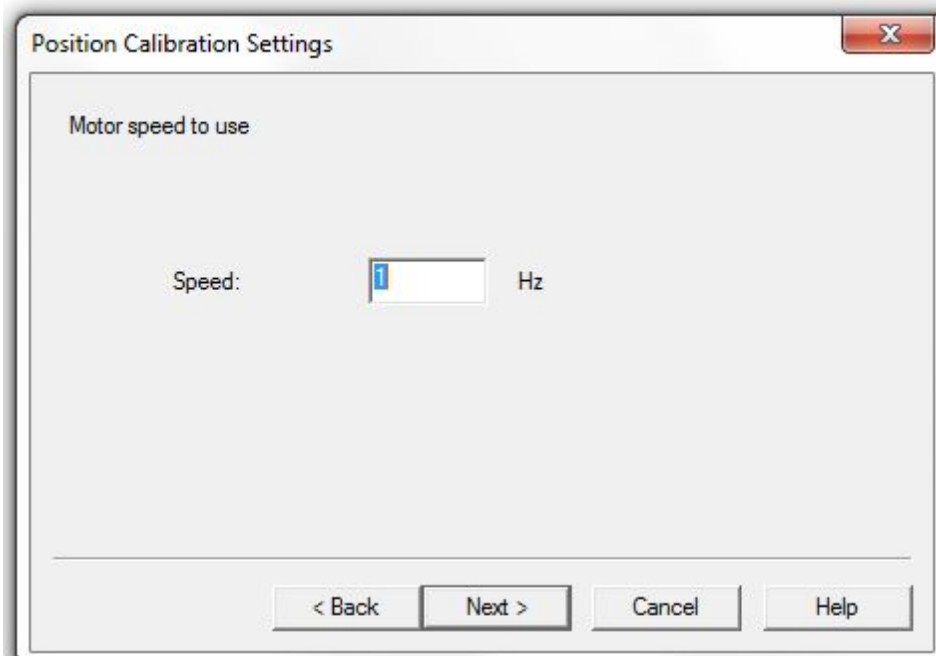 Position Calibration Settings
Motor speed to use
Speed: 1 Hz
< Back Next > Cancel Help